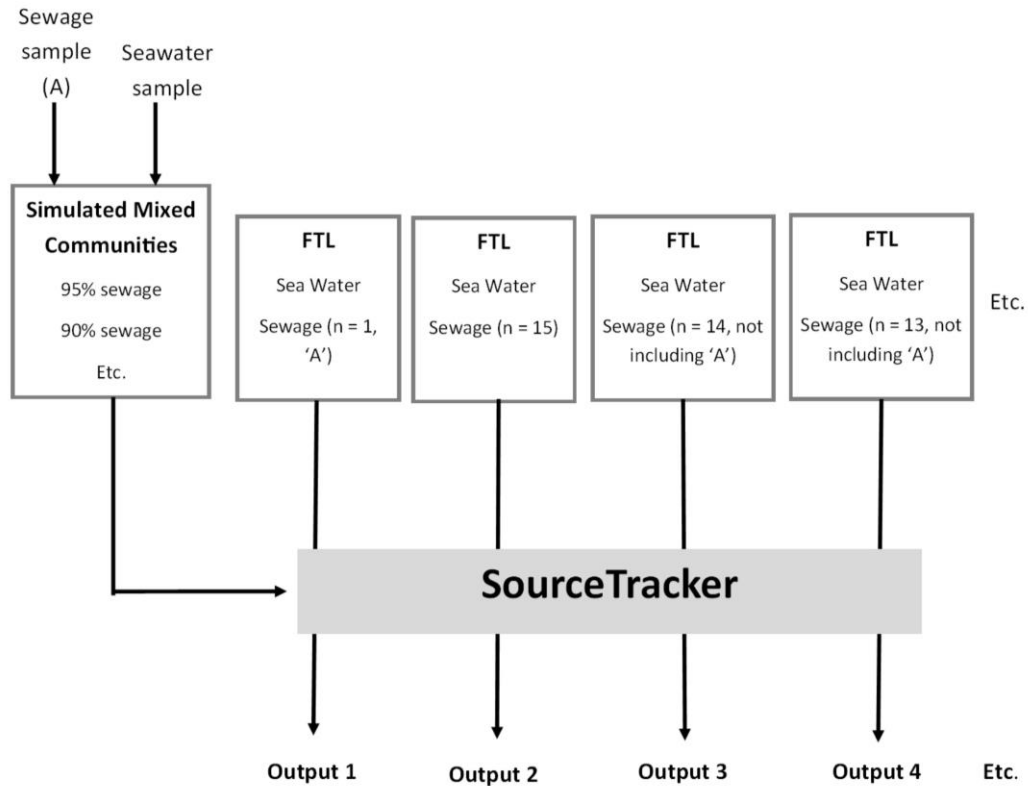 Sewage
sample
(A)
Seawater
sample
Simulated Mixed
Communities
95% sewage
90% sewage
Etc.
FTL
Sea Water
Sewage (n = 1,
‘A’)
FTL
Sea Water
Sewage (n = 15)
FTL
Sea Water
Sewage (n = 14, not
including ‘A’)
FTL
Sea Water
Sewage (n = 13, not
including ‘A’)
Etc.
SourceTracker
Output 1
Output 2
Output 3
Output 4
Etc.